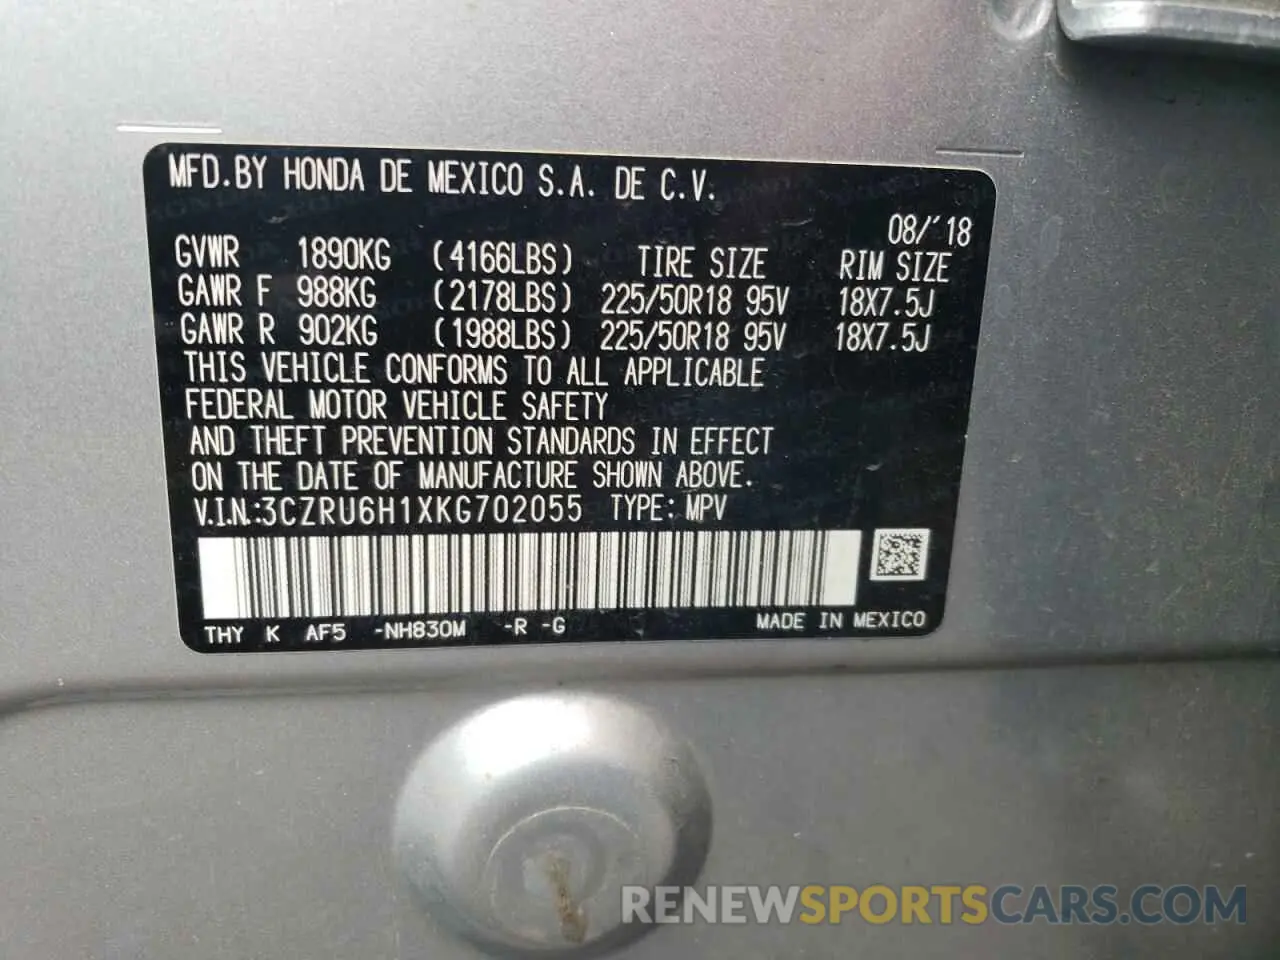 MFD.BY HONDA DE MEXICO S.A. DE C.V.
08/'18
GVWR 1890KG (4166LBS) TIRE SIZE RIM SIZE
GAWR F 988KG (2178LBS) 225/50R18 95V 18X7.5J
GAWR R 902KG (1988LBS) 225/50R18 95V 18X7.5J
THIS VEHICLE CONFORMS TO ALL APPLICABLE
FEDERAL MOTOR VEHICLE SAFETY
AND THEFT PREVENTION STANDARDS IN EFFECT
ON THE DATE OF MANUFACTURE SHOWN ABOVE.
V.I.N.:3CZRU6H1XKG702055 TYPE: MPV
THY K AF5 -NH830M -R -G MADE IN MEXICO
RENEWSPORTSCARS.COM